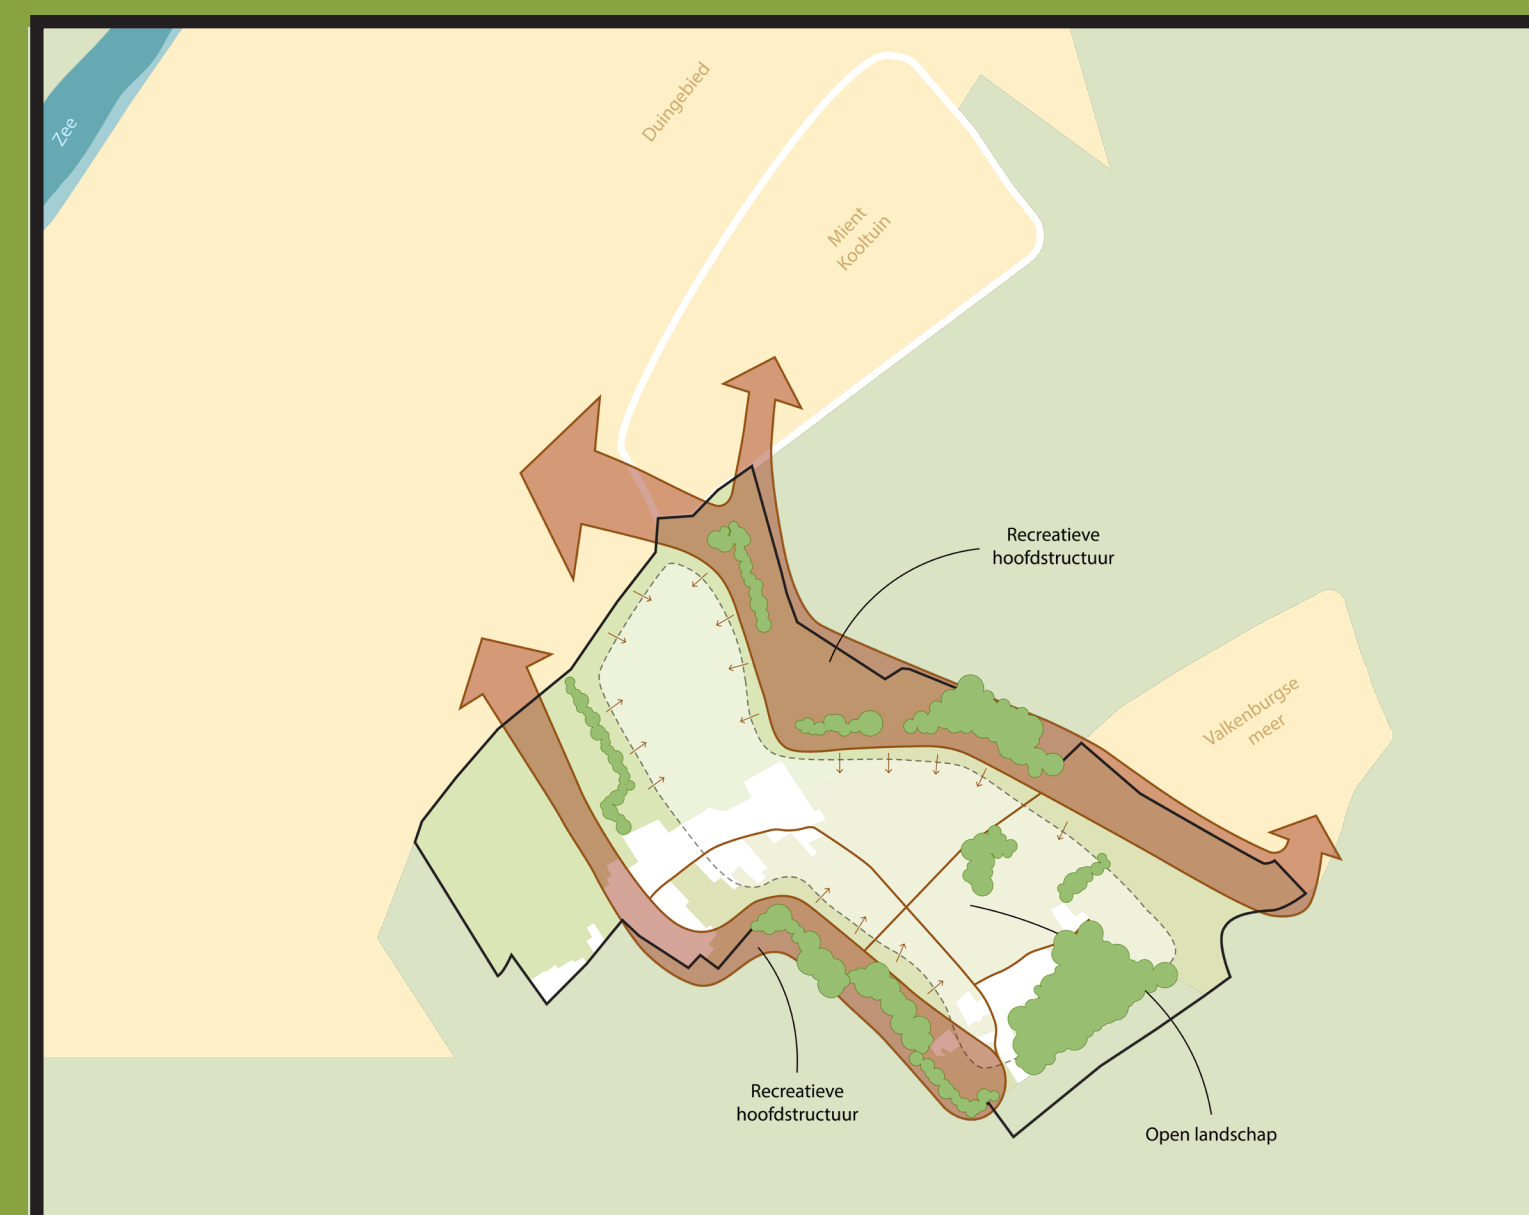 Zee
Duingebied
Mient
Kooltuin
Recreatieve
hoofdstructuur
Valkenburgse
meer
Recreatieve
hoofdstructuur
Open landschap